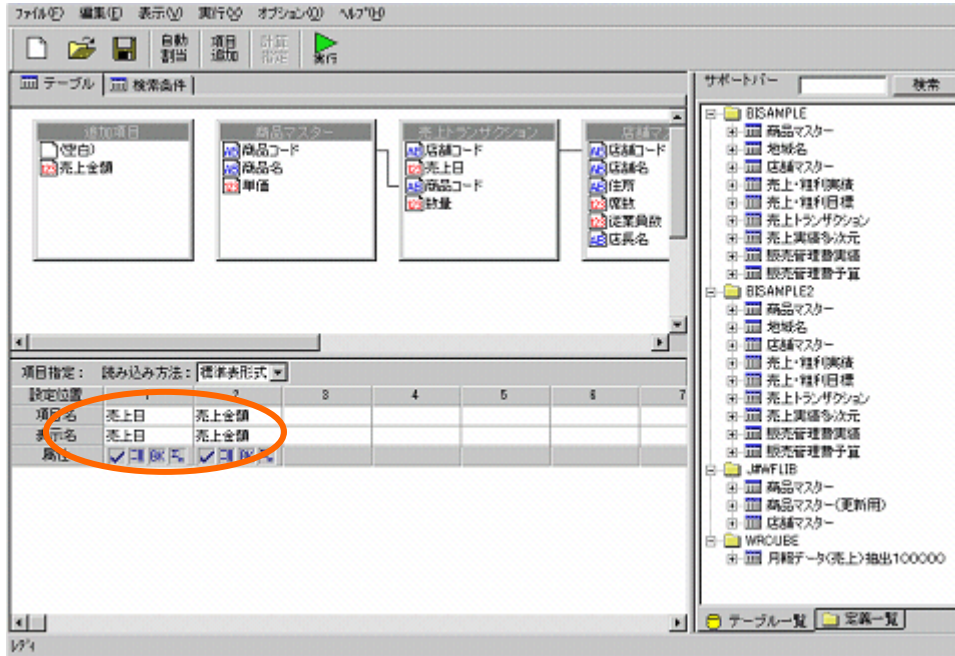 ファイル(F) 編集(E) 表示(V) 実行(X) オプション(O) ヘルプ(H)
自動割当 項目追加 計算指定 実行
テーブル 検索条件
追加項目
(空白)
売上金額
商品マスター
商品コード
商品名
単価
売上トランザクション
店舗コード
売上日
商品コード
数量
店舗マス
店舗コード
店舗名
住所
席数
従業員数
店長名
項目指定： 読み込み方法： 標準表形式
設定位置 1 2 3 4 5 6 7
項目名 売上日 売上金額
表示名 売上日 売上金額
属性
サポートバー 検索
BISAMPLE
商品マスター
地域名
店舗マスター
売上・粗利実績
売上・粗利目標
売上トランザクション
売上実績多次元
販売管理費実績
販売管理費予算
BISAMPLE2
商品マスター
地域名
店舗マスター
売上・粗利実績
売上・粗利目標
売上トランザクション
売上実績多次元
販売管理費実績
販売管理費予算
J#WFLIB
商品マスター
商品マスター(更新用)
店舗マスター
WRCUBE
月報データ(売上)抽出100000
テーブル一覧 定義一覧
レディ